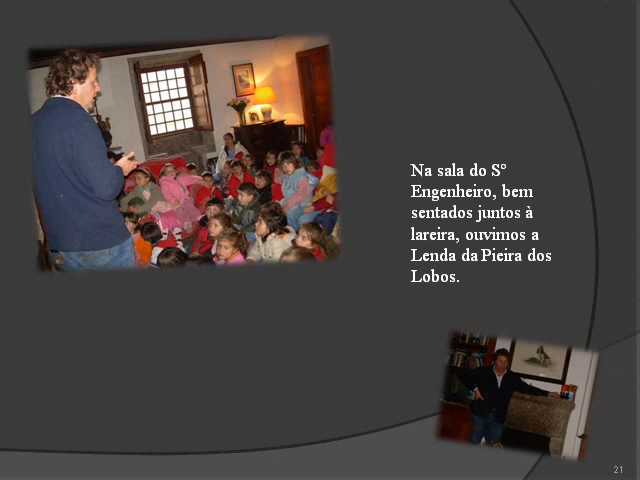 Na sala do Sº
Engenheiro, bem
sentados juntos à
lareira, ouvimos a
Lenda da Pieira dos
Lobos.
21